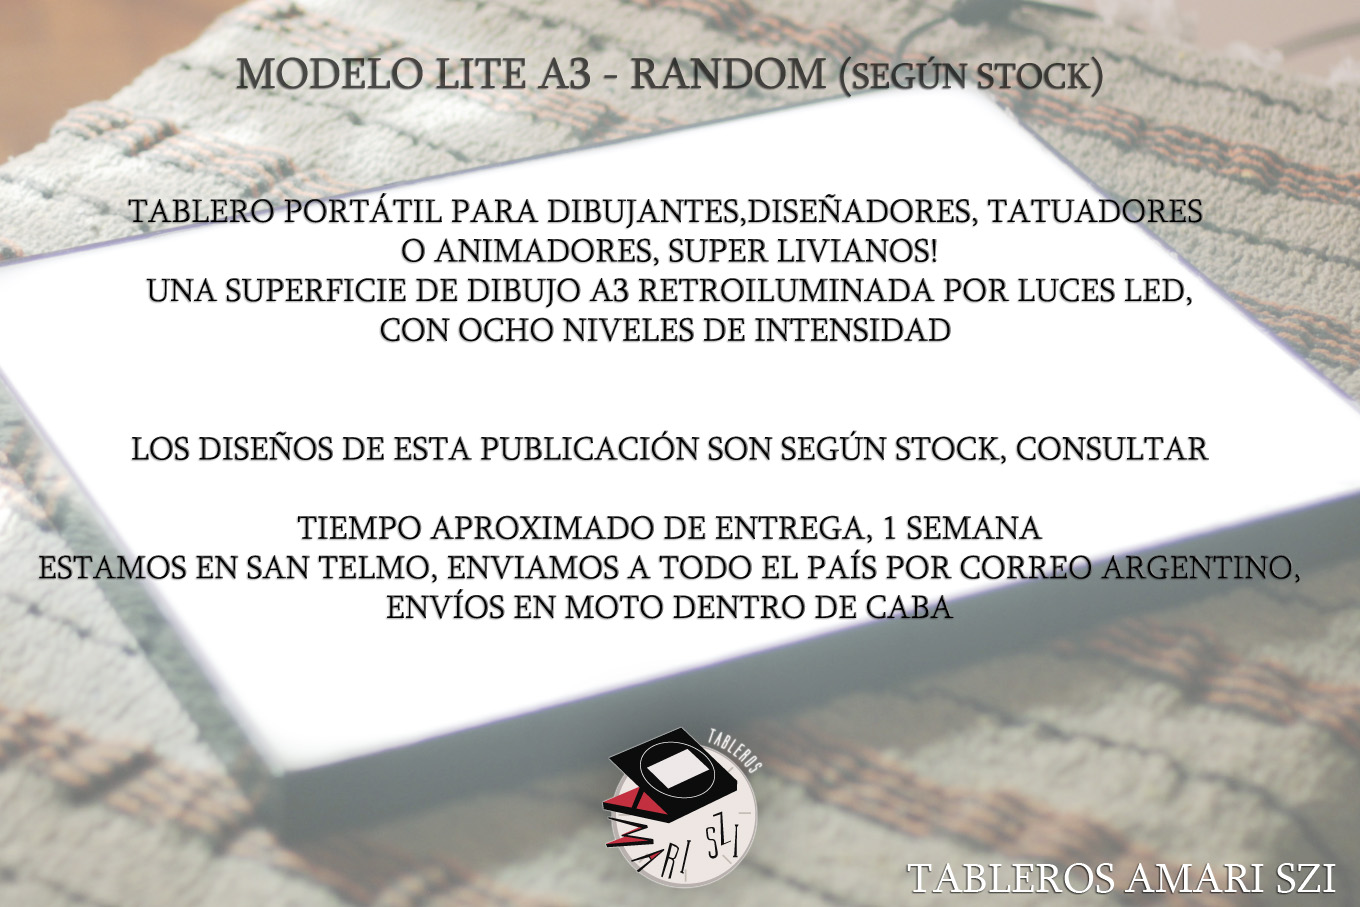 MODELO LITE A3 - RANDOM (SEGÚN STOCK)
TABLERO PORTÁTIL PARA DIBUJANTES,DISEÑADORES, TATUADORES
O ANIMADORES, SUPER LIVIANOS!
UNA SUPERFICIE DE DIBUJO A3 RETROILUMINADA POR LUCES LED,
CON OCHO NIVELES DE INTENSIDAD
LOS DISEÑOS DE ESTA PUBLICACIÓN SON SEGÚN STOCK, CONSULTAR
TIEMPO APROXIMADO DE ENTREGA, 1 SEMANA
ESTAMOS EN SAN TELMO, ENVIAMOS A TODO EL PAÍS POR CORREO ARGENTINO,
ENVÍOS EN MOTO DENTRO DE CABA
TABLEROS
AMARI SZI
TABLEROS AMARI SZI